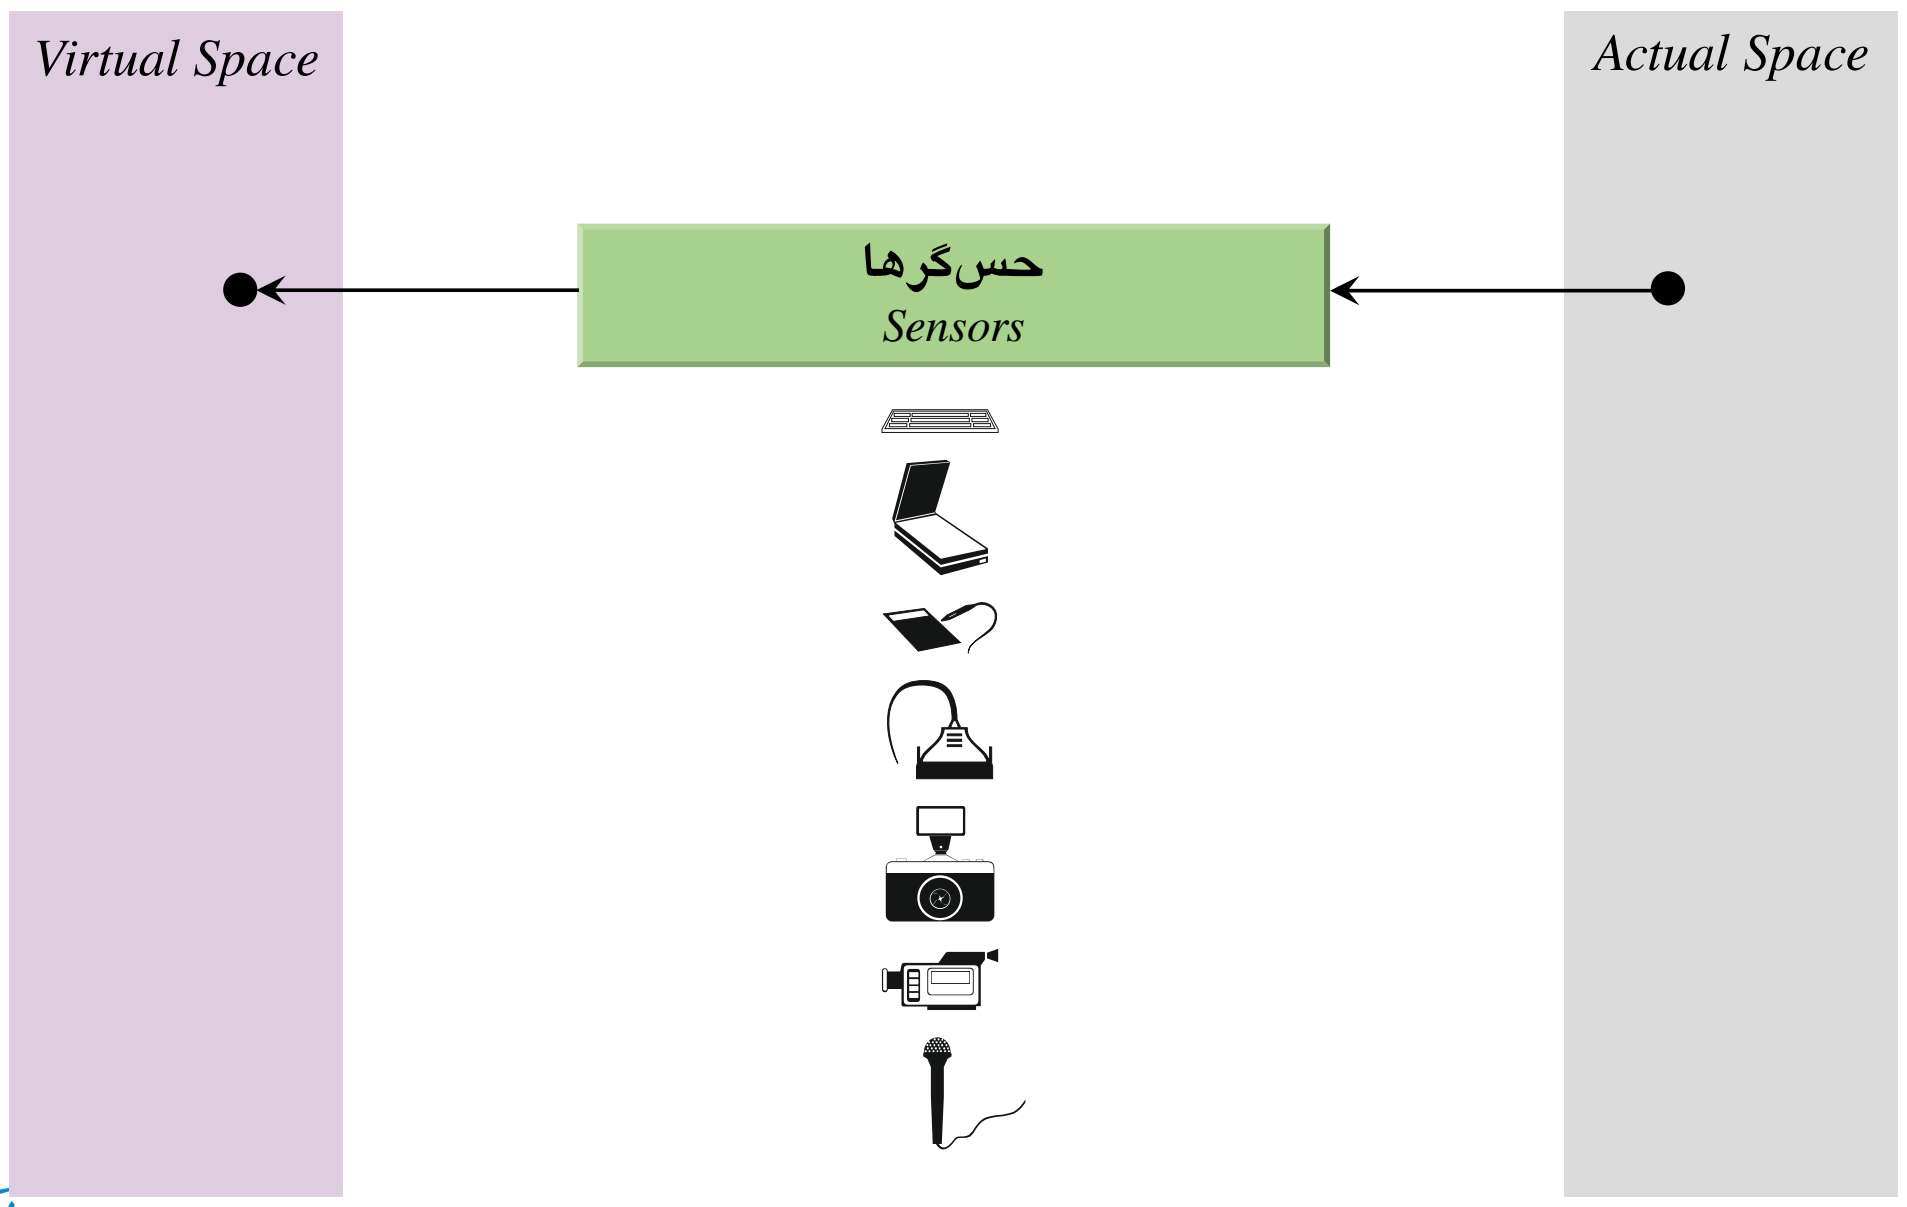 Virtual Space
Actual Space
حس‌گرها
Sensors